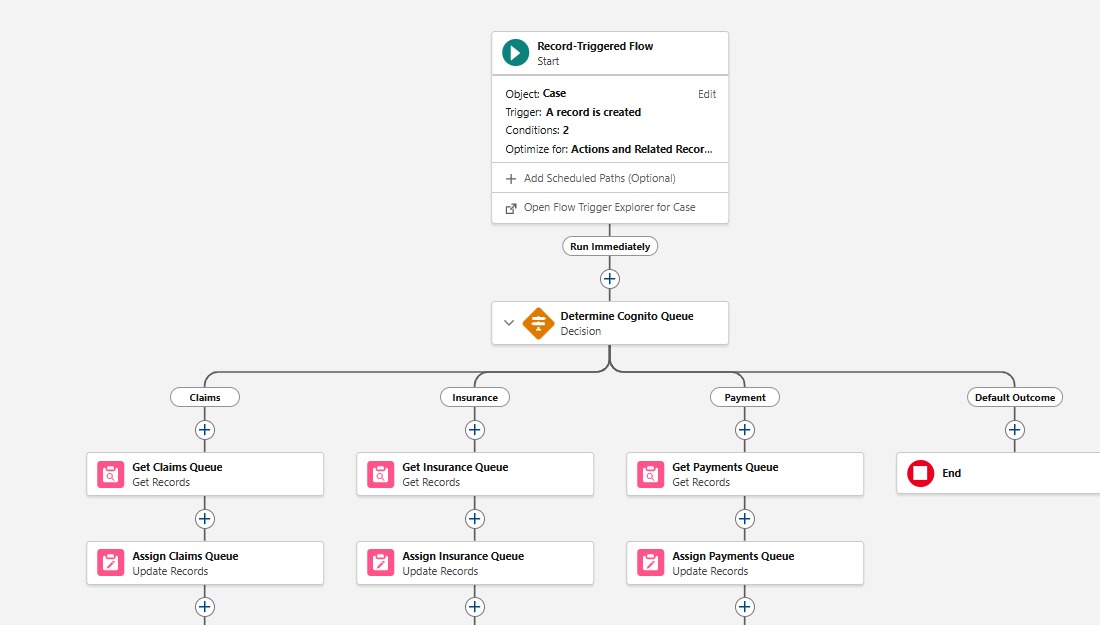 Record-Triggered Flow
Start
Object: Case
Edit
Trigger: A record is created
Conditions: 2
Optimize for: Actions and Related Recor...
Add Scheduled Paths (Optional)
Open Flow Trigger Explorer for Case
Run Immediately
Determine Cognito Queue
Decision
Claims
Insurance
Payment
Default Outcome
Get Claims Queue
Get Records
Get Insurance Queue
Get Records
Get Payments Queue
Get Records
End
Assign Claims Queue
Update Records
Assign Insurance Queue
Update Records
Assign Payments Queue
Update Records